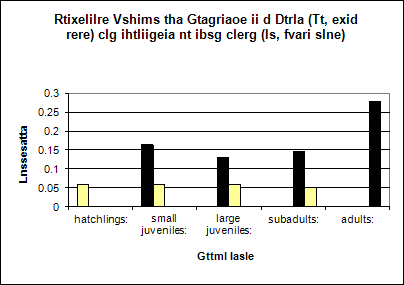 Rtixelilre Vshims tha Gtagriaoe ii d Dtrla (Tt, exid
rere) clg ihtliigeia nt ibsg clerg (ls, fvari slne)
0.3
0.25
0.2
0.15
0.1
0.05
0
Lnssesatta
hatchlings: small juveniles: large juveniles: subadults: adults:
Gttml lasle